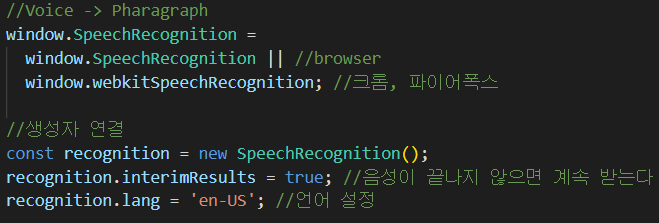 //Voice -> Pharagraph
window.SpeechRecognition =
window.SpeechRecognition || //browser
window.webkitSpeechRecognition; //크롬, 파이어폭스
//생성자 연결
const recognition = new SpeechRecognition();
recognition.interimResults = true; //음성이 끝나지 않으면 계속 받는다
recognition.lang = 'en-US'; //언어 설정